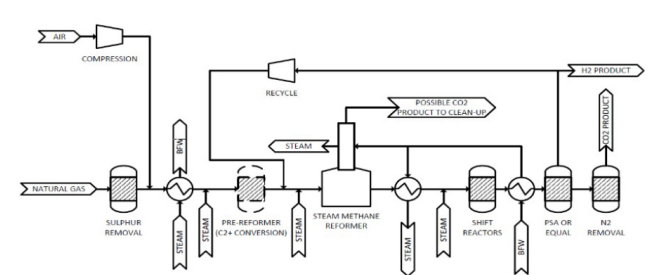 AIR
COMPRESSION
RECYCLE
H2 PRODUCT
POSSIBLE CO2
PRODUCT TO CLEAN-UP
CO2 PRODUCT
BFW
STEAM
NATURAL GAS
SULPHUR
REMOVAL
STEAM
STEAM
PRE-REFORMER
(C2+ CONVERSION)
STEAM
STEAM METHANE
REFORMER
STEAM
STEAM
SHIFT
REACTORS
BFW
PSA OR
EQUAL
N2
REMOVAL